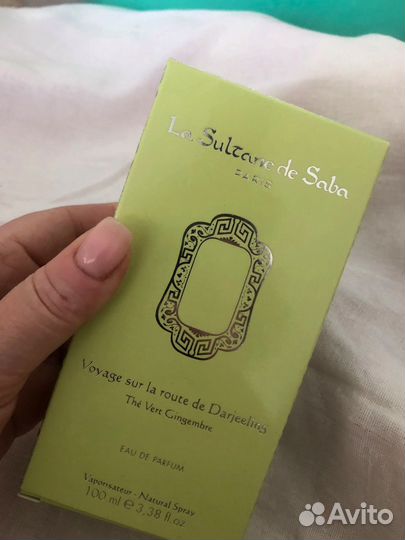 La Sultane de Saba
PARIS
Voyage sur la route de Darjeeling
Thé Vert Gingembre
EAU DE PARFUM
Vaporisateur - Natural Spray
100 ml e 3,38 fl.oz
Avito